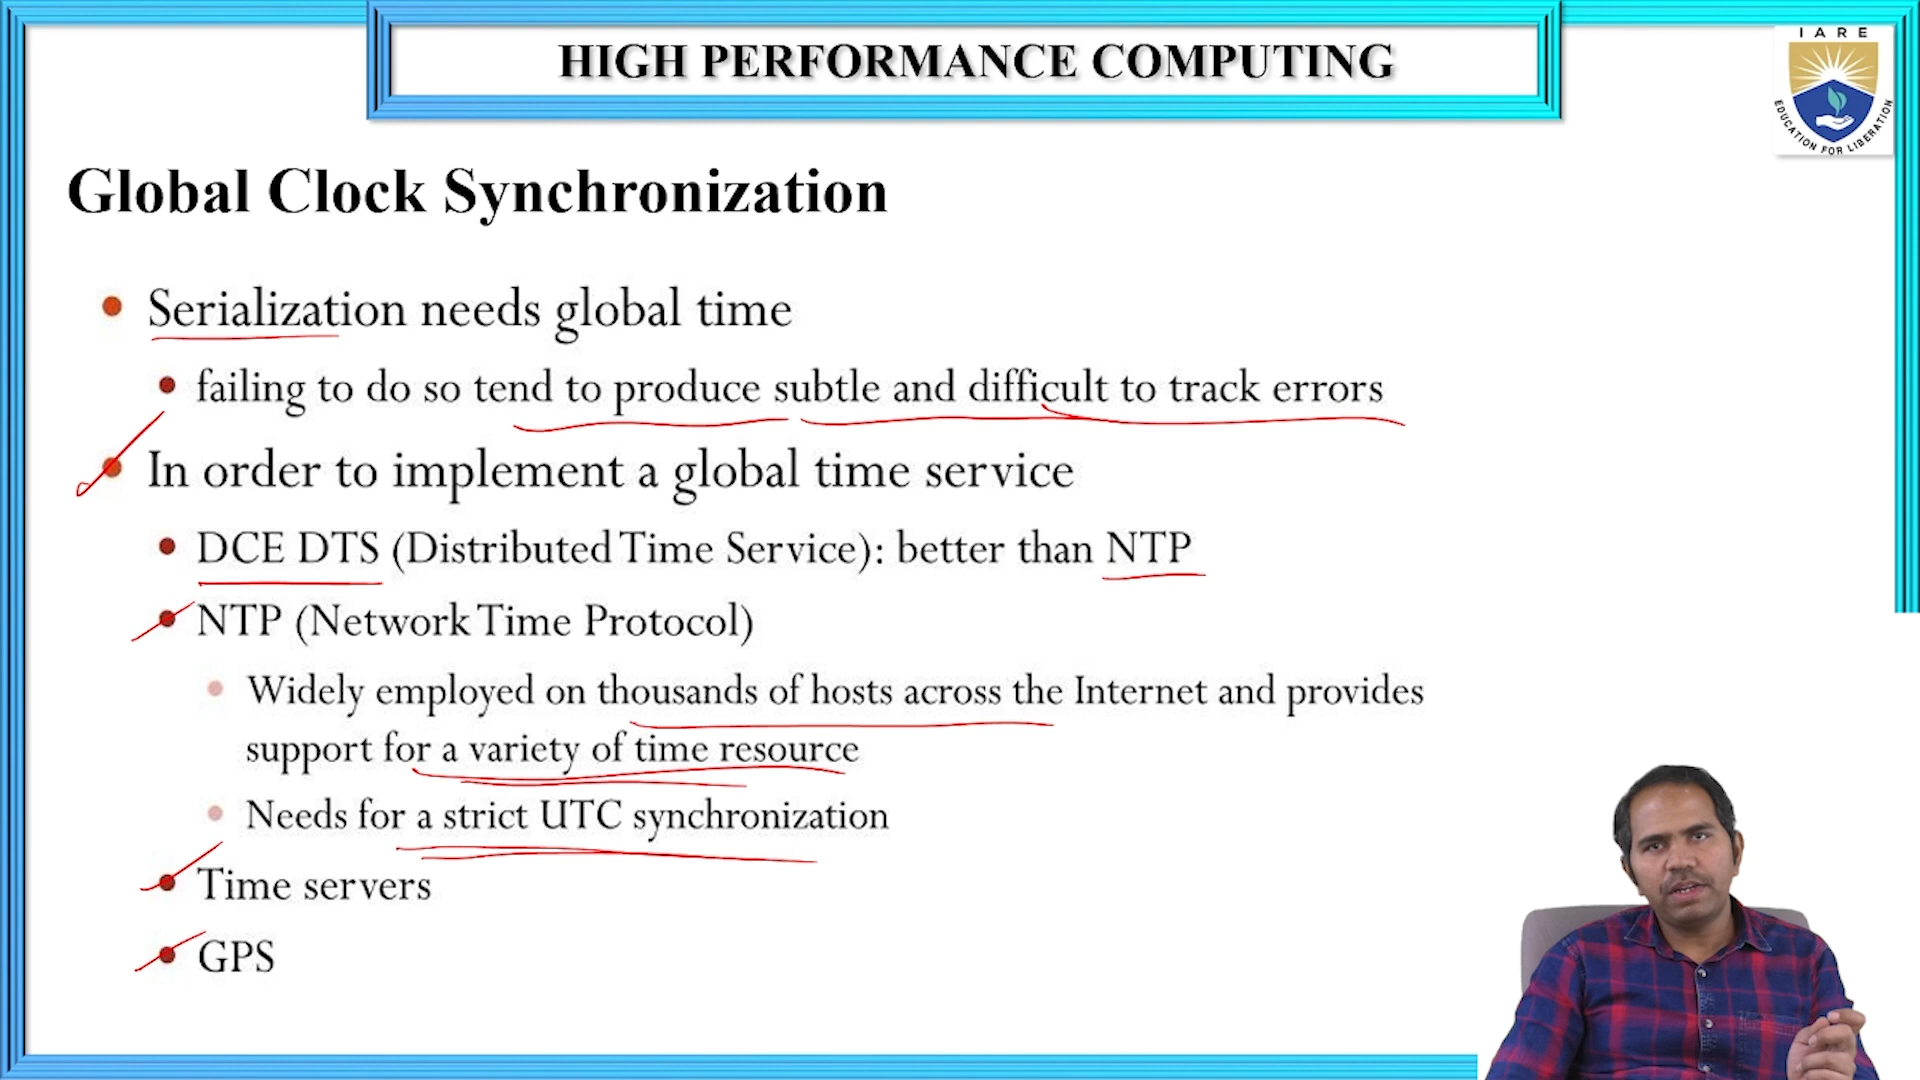 HIGH PERFORMANCE COMPUTING
IARE
EDUCATION FOR LIBERATION
Global Clock Synchronization
Serialization needs global time
failing to do so tend to produce subtle and difficult to track errors
In order to implement a global time service
DCE DTS (Distributed Time Service): better than NTP
NTP (Network Time Protocol)
Widely employed on thousands of hosts across the Internet and provides
support for a variety of time resource
Needs for a strict UTC synchronization
Time servers
GPS